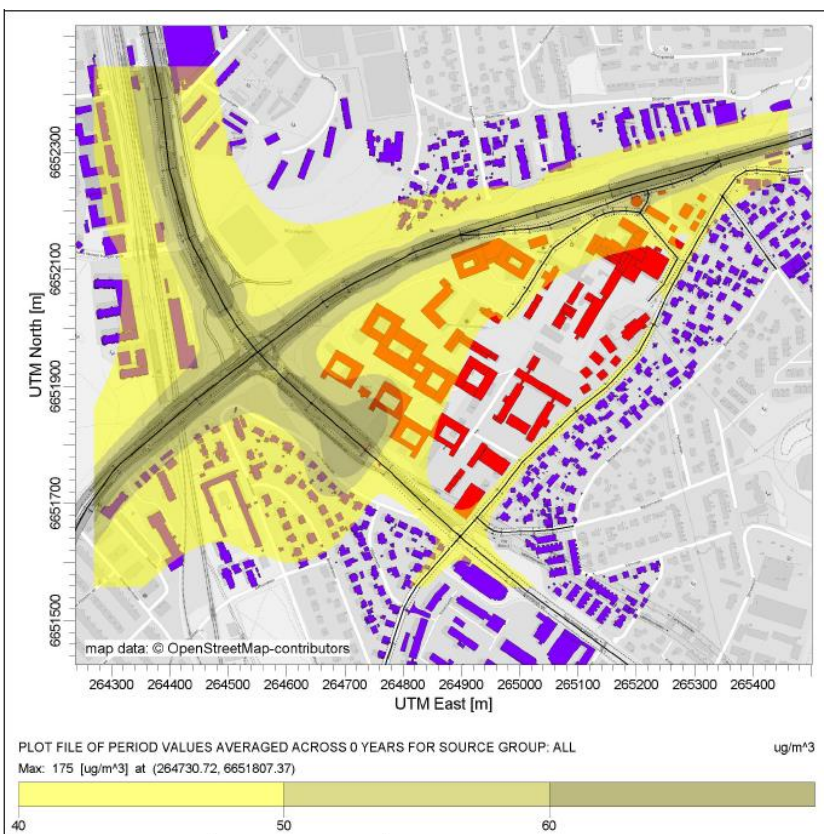 6652300
6652100
6651900
6651700
6651500
UTM North [m]
map data: © OpenStreetMap-contributors
264300 264400 264500 264600 264700 264800 264900 265000 265100 265200 265300 265400
UTM East [m]
PLOT FILE OF PERIOD VALUES AVERAGED ACROSS 0 YEARS FOR SOURCE GROUP: ALL ug/m^3
Max: 175 [ug/m^3] at (264730.72, 6651807.37)
40 50 60